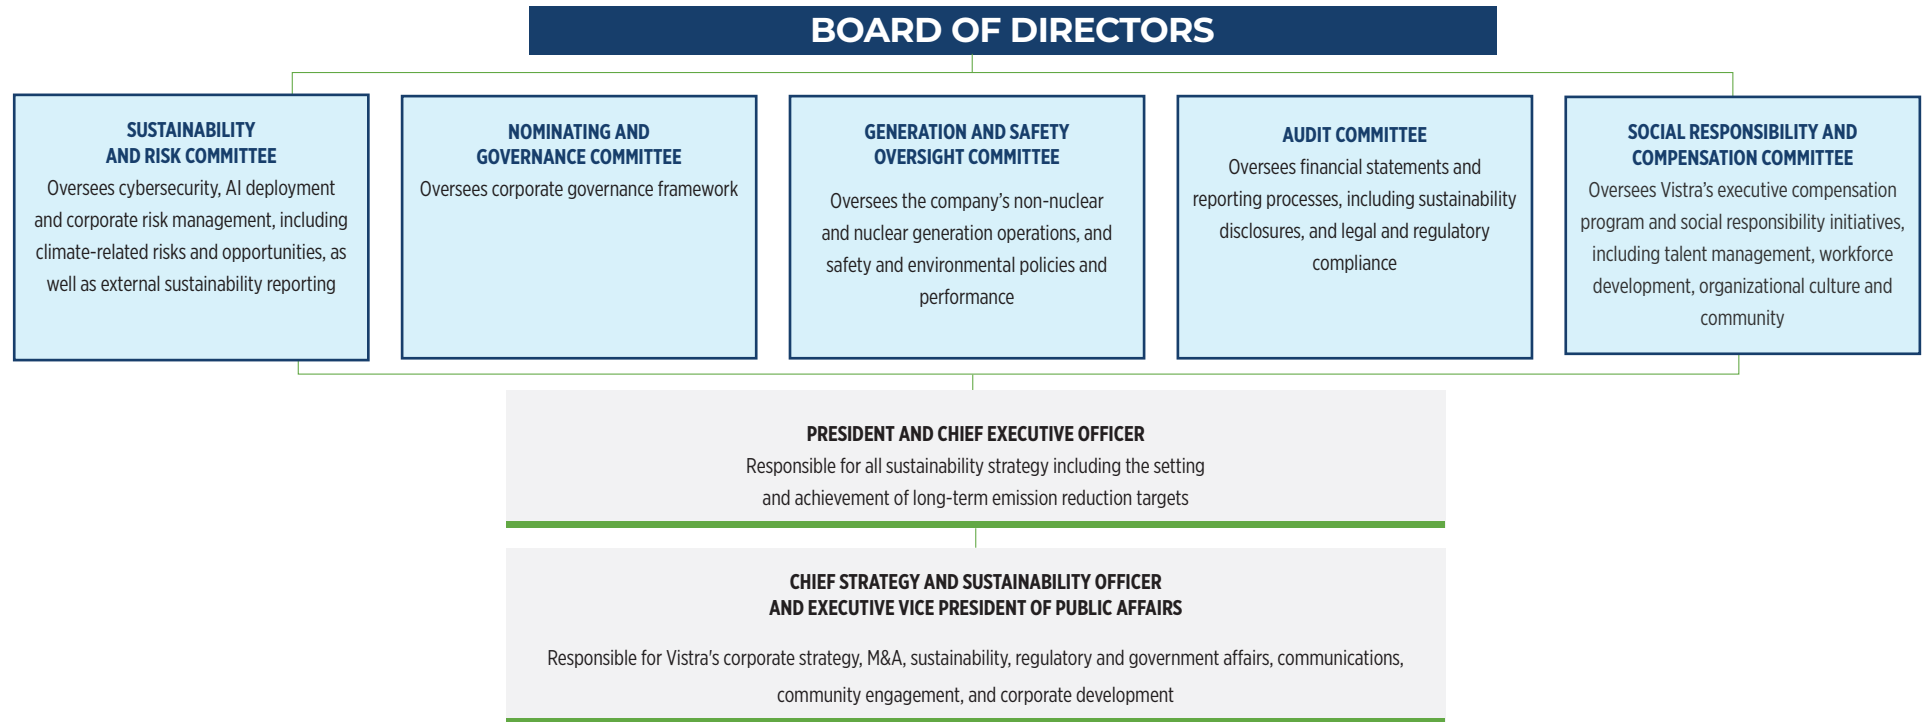 BOARD OF DIRECTORS
SUSTAINABILITY
AND RISK COMMITTEE
Oversees cybersecurity, AI deployment
and corporate risk management, including
climate-related risks and opportunities, as
well as external sustainability reporting
NOMINATING AND
GOVERNANCE COMMITTEE
Oversees corporate governance framework
GENERATION AND SAFETY
OVERSIGHT COMMITTEE
Oversees the company’s non-nuclear
and nuclear generation operations, and
safety and environmental policies and
performance
AUDIT COMMITTEE
Oversees financial statements and
reporting processes, including sustainability
disclosures, and legal and regulatory
compliance
SOCIAL RESPONSIBILITY AND
COMPENSATION COMMITTEE
Oversees Vistra’s executive compensation
program and social responsibility initiatives,
including talent management, workforce
development, organizational culture and
community
PRESIDENT AND CHIEF EXECUTIVE OFFICER
Responsible for all sustainability strategy including the setting
and achievement of long-term emission reduction targets
CHIEF STRATEGY AND SUSTAINABILITY OFFICER
AND EXECUTIVE VICE PRESIDENT OF PUBLIC AFFAIRS
Responsible for Vistra's corporate strategy, M&A, sustainability, regulatory and government affairs, communications,
community engagement, and corporate development